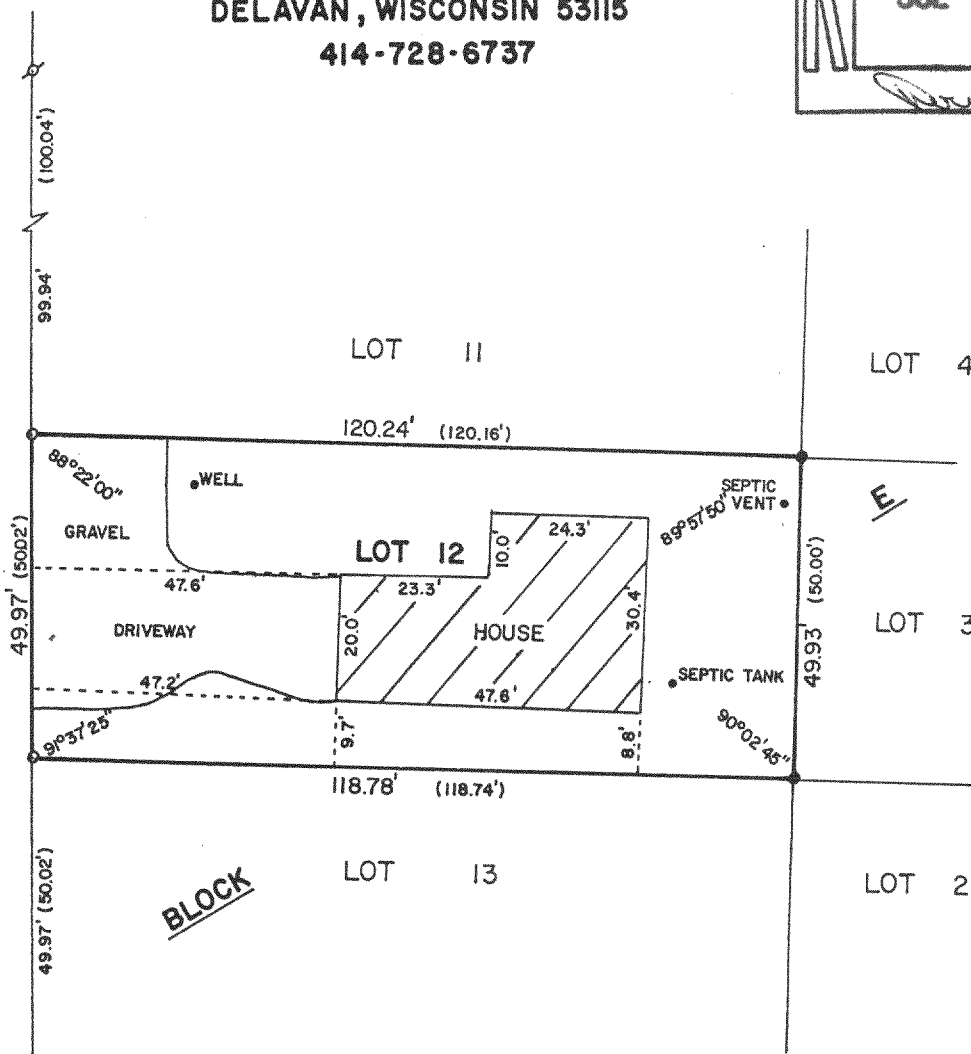 DELAVAN, WISCONSIN 53115
414-728-6737
(100.04')
99.94'
LOT 11
LOT 4
120.24' (120.16')
88°22'00"
WELL
SEPTIC
VENT
89°57'50"
E
GRAVEL
LOT 12
10.0'
24.3'
49.97' (50.02')
47.6'
23.3'
(50.00')
49.93'
DRIVEWAY
20.0'
HOUSE
30.4'
LOT 3
47.2'
47.6'
SEPTIC TANK
91°37'25"
9.7'
8.8'
90°02'45"
118.78' (118.74')
LOT 13
LOT 2
BLOCK
49.97' (50.02')